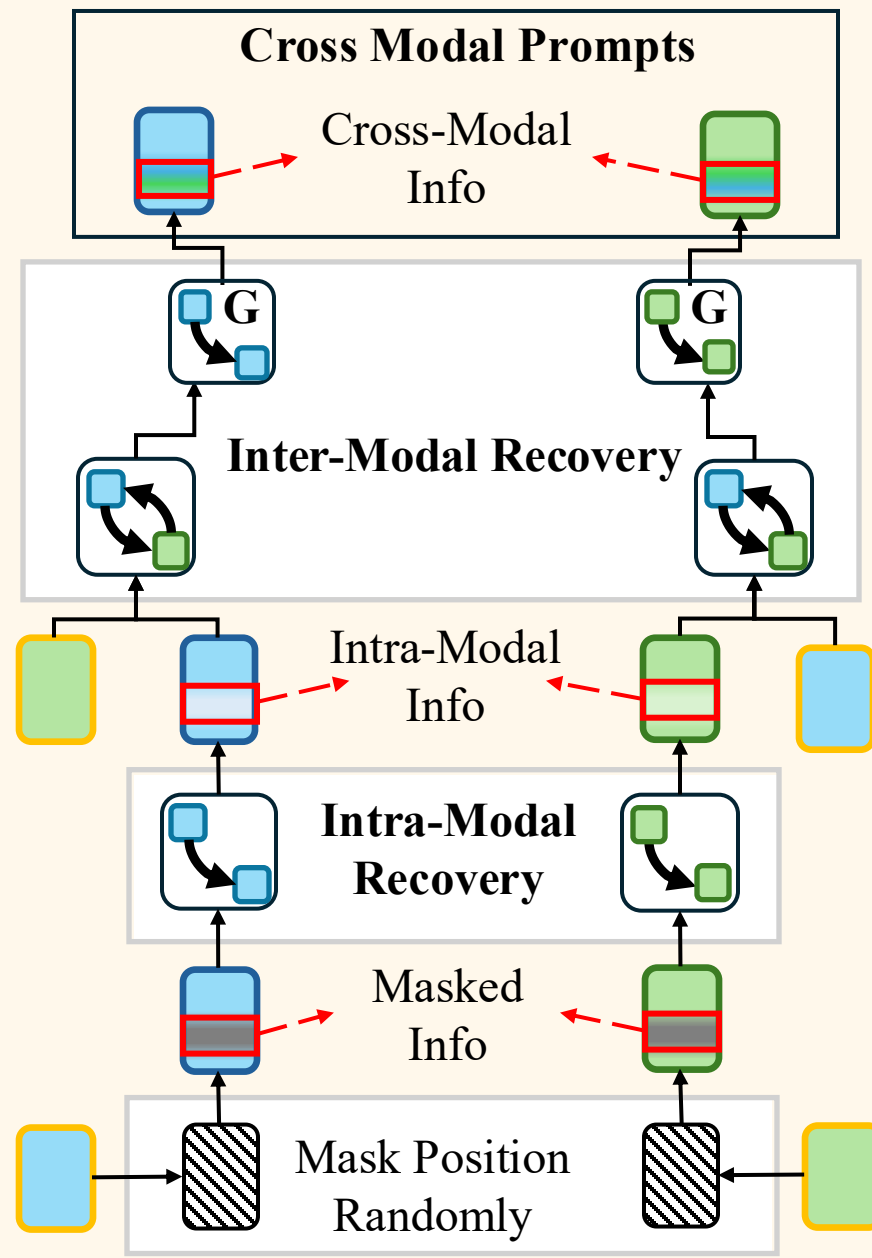 Cross Modal Prompts
Cross-Modal
Info
G
G
Inter-Modal Recovery
Intra-Modal
Info
Intra-Modal
Recovery
Masked
Info
Mask Position
Randomly